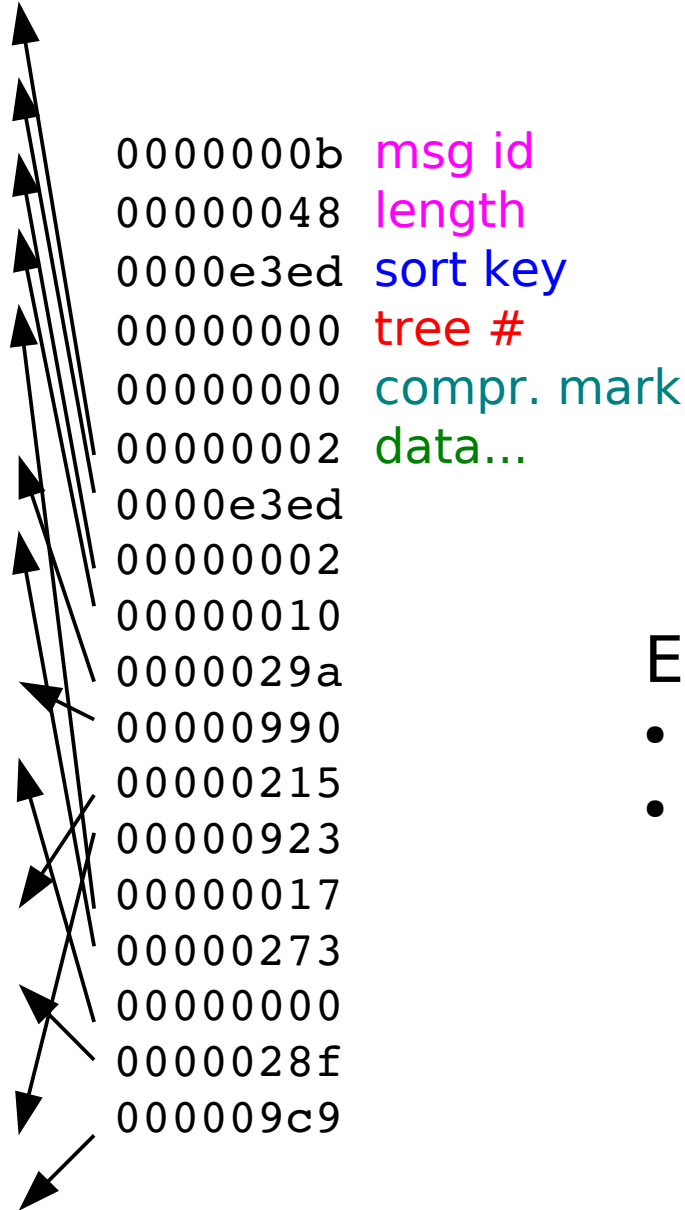 0000000b msg id
00000048 length
0000e3ed sort key
00000000 tree #
00000000 compr. mark
00000002 data...
0000e3ed
00000002
00000010
0000029a
00000990
00000215
00000923
00000017
00000273
00000000
0000028f
000009c9
E
•
•